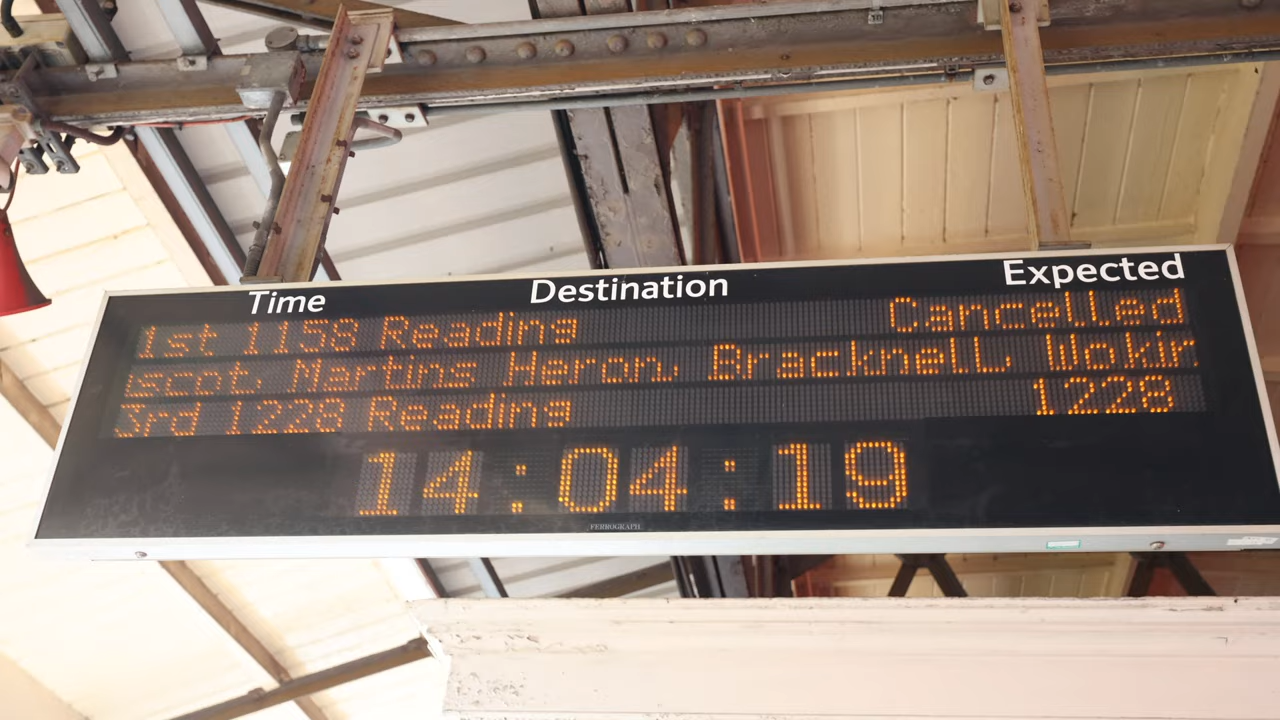 Time Destination Expected
1st 1158 Reading Cancelled
scot, Martins Heron, Bracknell, Wokin
3rd 1228 Reading 1228
14:04:19
FERROGRAPH